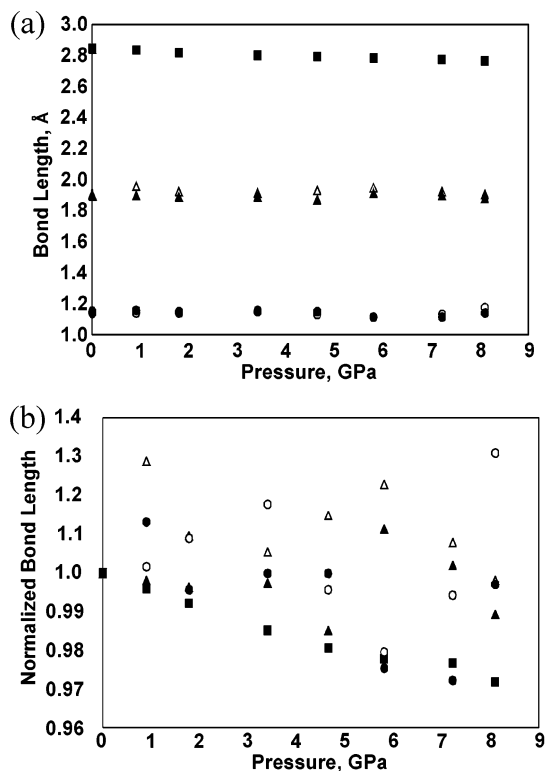 (a)
3.0
2.8
2.6
2.4
2.2
2.0
1.8
1.6
1.4
1.2
1.0
Bond Length, Å
0 1 2 3 4 5 6 7 8 9
Pressure, GPa
(b)
1.4
1.3
1.2
1.1
1.0
0.99
0.98
0.97
0.96
Normalized Bond Length
0 1 2 3 4 5 6 7 8 9
Pressure, GPa